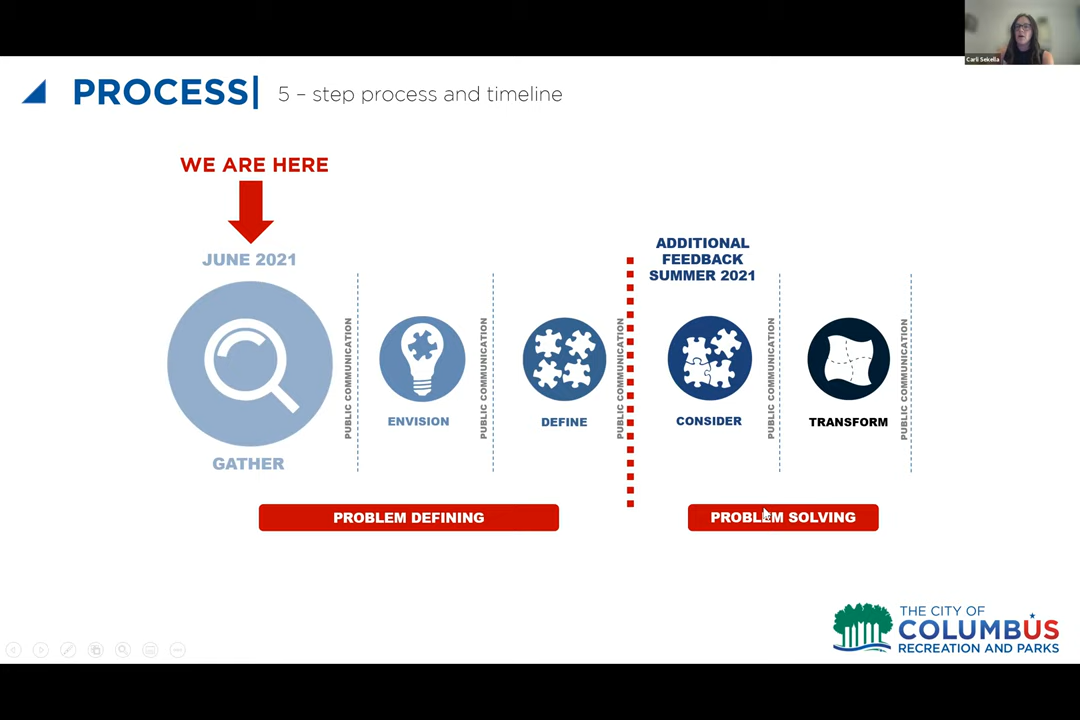 Carli Sekella
PROCESS| 5 – step process and timeline
WE ARE HERE
JUNE 2021
GATHER
PUBLIC COMMUNICATION
ENVISION
PUBLIC COMMUNICATION
DEFINE
PUBLIC COMMUNICATION
ADDITIONAL
FEEDBACK
SUMMER 2021
CONSIDER
PUBLIC COMMUNICATION
TRANSFORM
PUBLIC COMMUNICATION
PROBLEM DEFINING
PROBLEM SOLVING
THE CITY OF
COLUMBUS
RECREATION AND PARKS